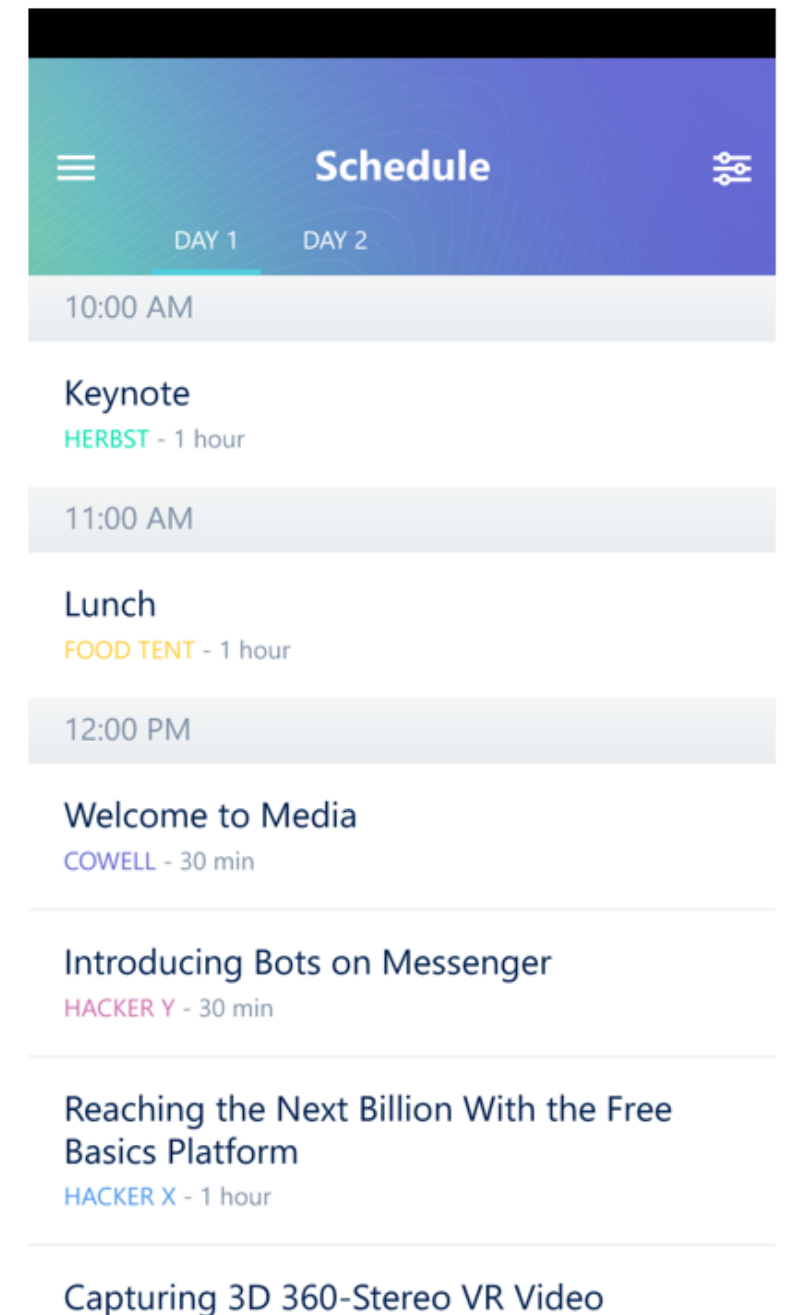 Schedule
DAY 1 DAY 2
10:00 AM
Keynote
HERBST - 1 hour
11:00 AM
Lunch
FOOD TENT - 1 hour
12:00 PM
Welcome to Media
COWELL - 30 min
Introducing Bots on Messenger
HACKER Y - 30 min
Reaching the Next Billion With the Free
Basics Platform
HACKER X - 1 hour
Capturing 3D 360-Stereo VR Video